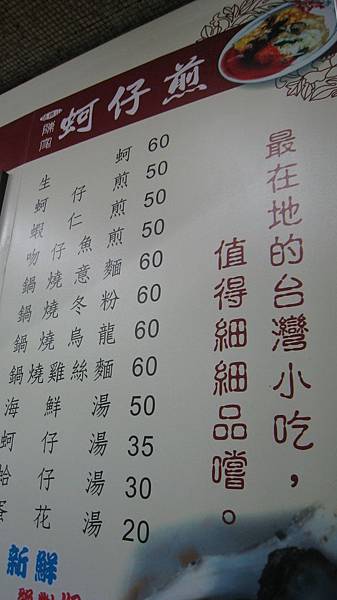 蚵仔煎
生蚵 60
蚵仔煎 50
蝦仁煎 50
吻仔魚煎 50
鍋燒意麵 60
鍋燒冬粉 60
鍋燒烏龍 60
鍋燒雞絲麵 60
海鮮湯 50
蚵仔湯 35
蛤仔湯 30
蛋花湯 20
最在地的台灣小吃，
值得細細品嚐。
新鮮